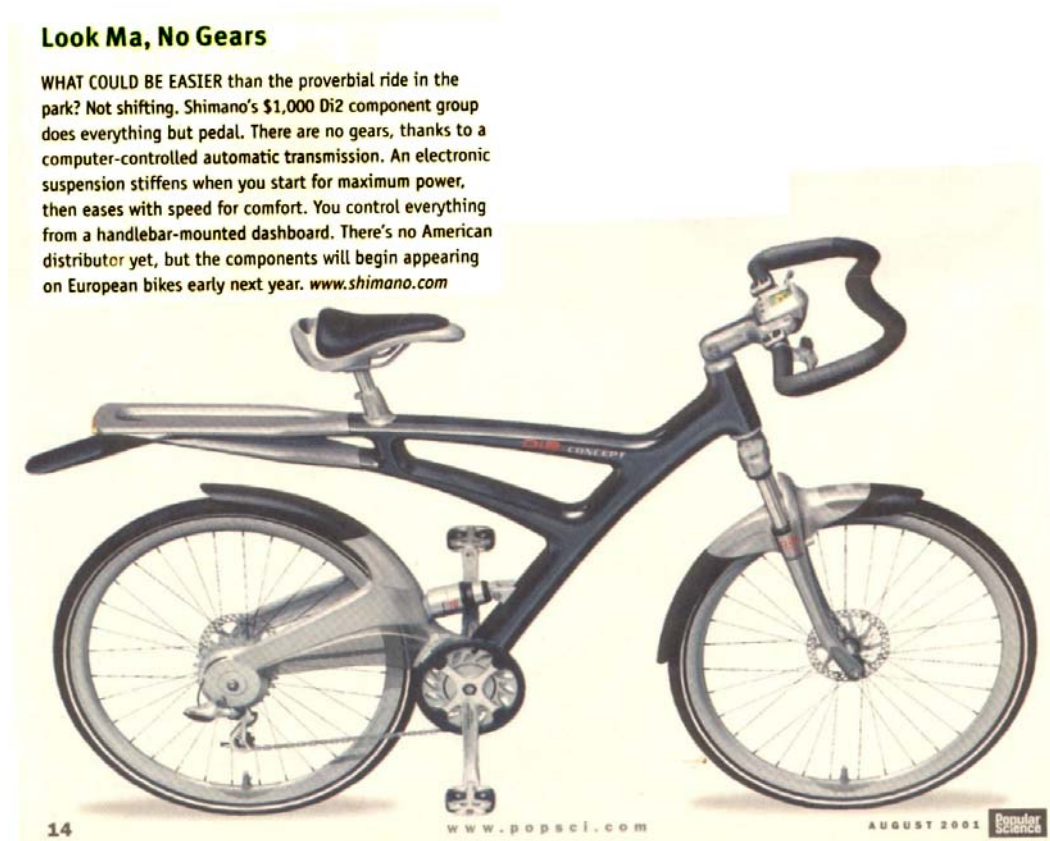 Look Ma, No Gears
WHAT COULD BE EASIER than the proverbial ride in the
park? Not shifting. Shimano's $1,000 Di2 component group
does everything but pedal. There are no gears, thanks to a
computer-controlled automatic transmission. An electronic
suspension stiffens when you start for maximum power,
then eases with speed for comfort. You control everything
from a handlebar-mounted dashboard. There's no American
distributor yet, but the components will begin appearing
on European bikes early next year. www.shimano.com
CONCEPT
14
www.popsci.com
AUGUST 2001
Popular
Science